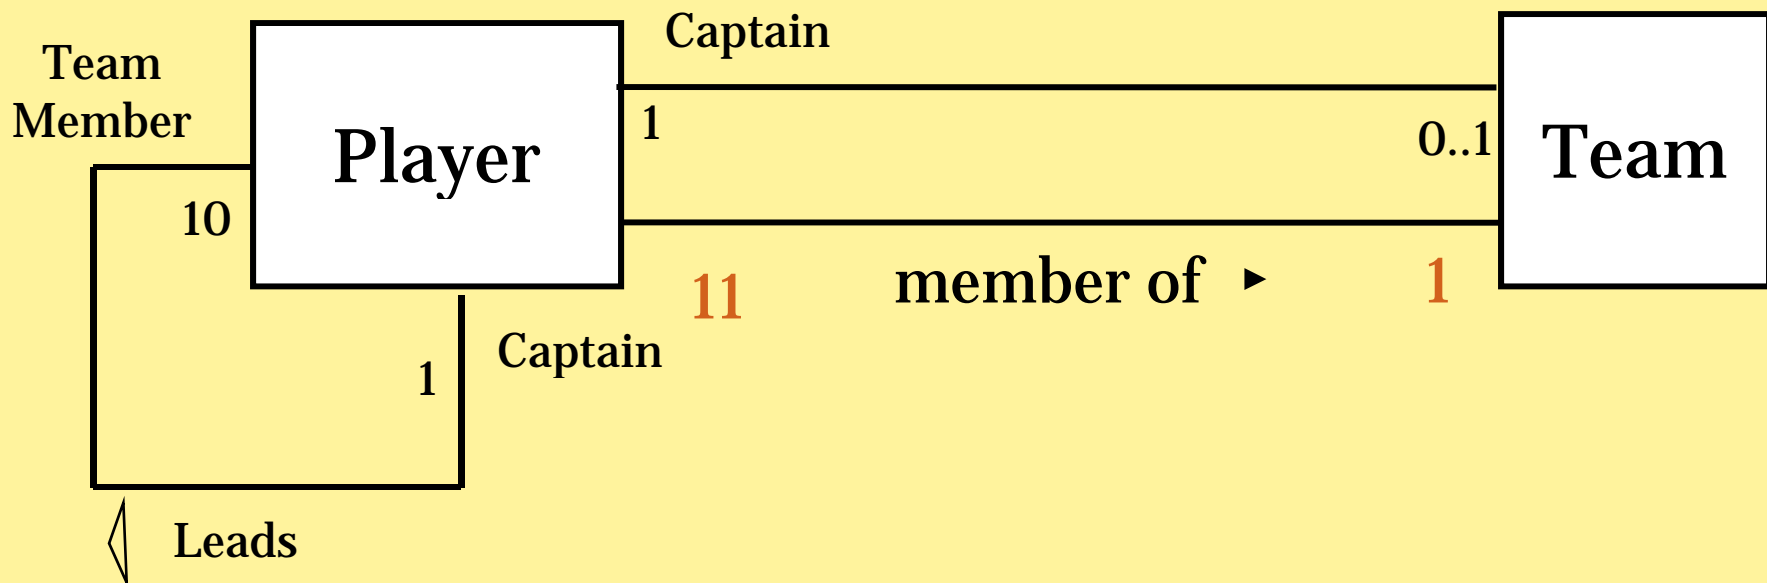 Captain
Team
Member
Player
1
0..1
Team
10
11
member of ►
1
1
Captain
Leads